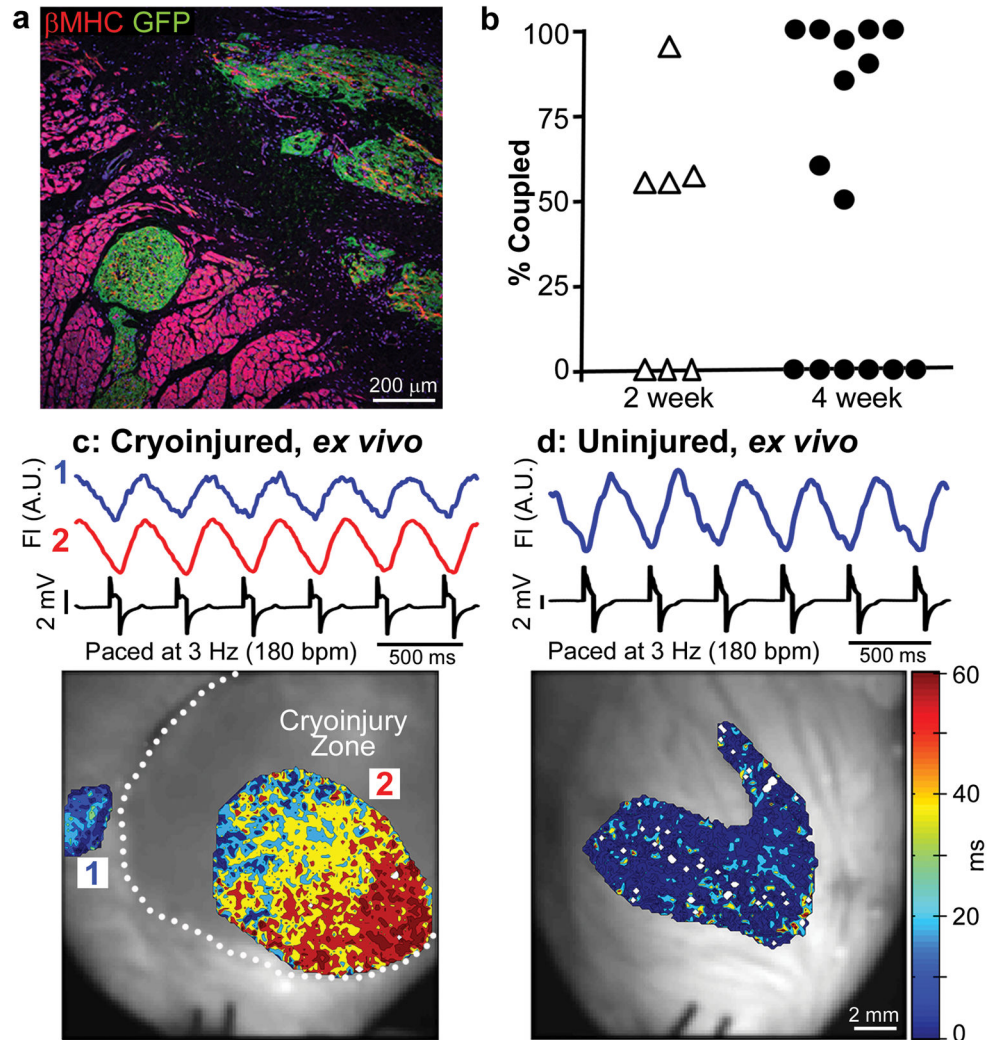 a
βMHC GFP
200 μm
b
% Coupled
100
75
50
25
0
2 week
4 week
c: Cryoinjured, ex vivo
FI (A.U.)
1
2
2 mV
Paced at 3 Hz (180 bpm)
500 ms
Cryoinjury
Zone
2
1
d: Uninjured, ex vivo
FI (A.U.)
2 mV
Paced at 3 Hz (180 bpm)
500 ms
2 mm
60
40
20
0
ms